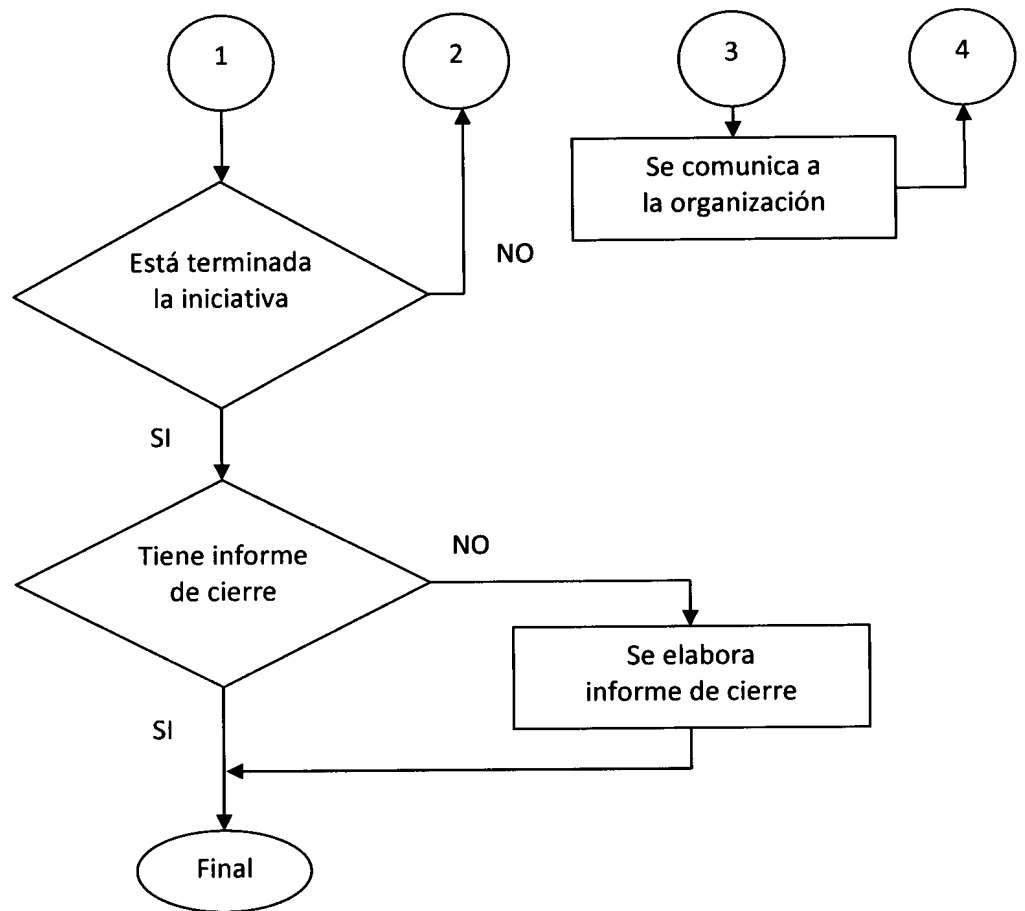 1
2
3
4
Se comunica a
la organización
Está terminada
la iniciativa
NO
SI
Tiene informe
de cierre
NO
Se elabora
informe de cierre
SI
Final